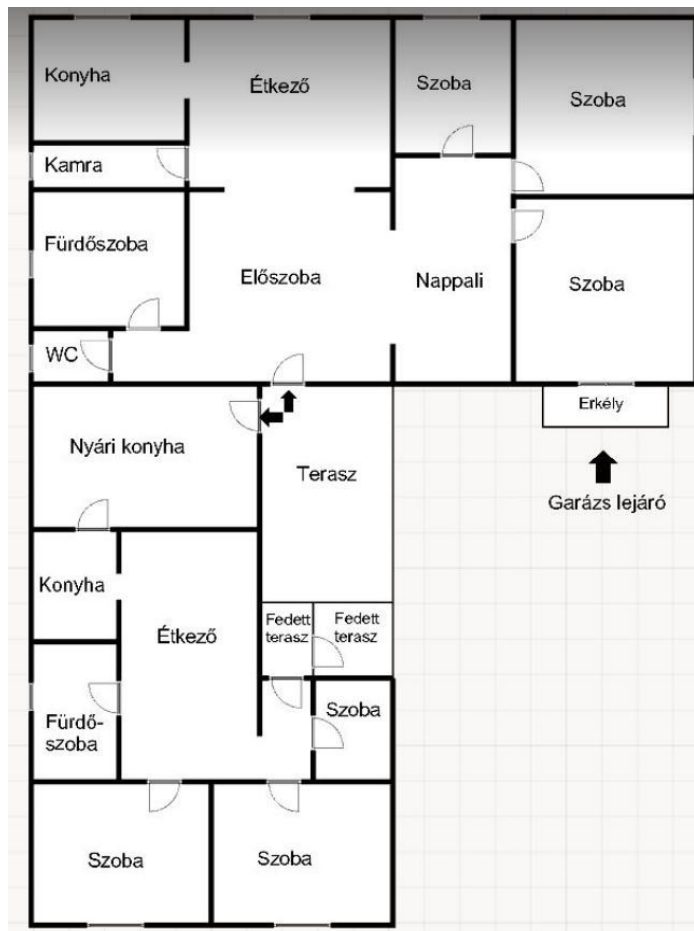 Konyha
Étkező
Szoba
Szoba
Kamra
Fürdőszoba
Előszoba
Nappali
Szoba
WC
Erkély
Nyári konyha
Terasz
Garázs lejáró
Konyha
Étkező
Fedett
terasz
Fedett
terasz
Fürdő-
szoba
Szoba
Szoba
Szoba